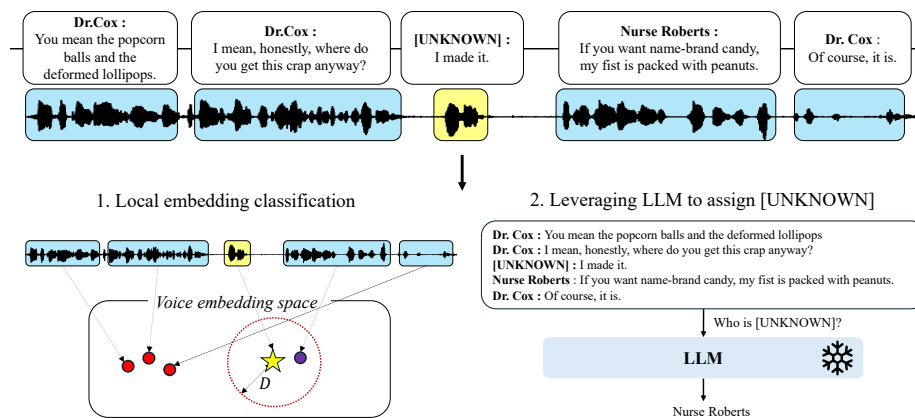 Dr.Cox :
You mean the popcorn
balls and the
deformed lollipops.
Dr.Cox :
I mean, honestly, where do
you get this crap anyway?
[UNKNOWN] :
I made it.
Nurse Roberts :
If you want name-brand candy,
my fist is packed with peanuts.
Dr. Cox :
Of course, it is.
1. Local embedding classification
Voice embedding space
D
2. Leveraging LLM to assign [UNKNOWN]
Dr. Cox : You mean the popcorn balls and the deformed lollipops
Dr. Cox : I mean, honestly, where do you get this crap anyway?
[UNKNOWN] : I made it.
Nurse Roberts : If you want name-brand candy, my fist is packed with peanuts.
Dr. Cox : Of course, it is.
Who is [UNKNOWN]?
LLM
Nurse Roberts